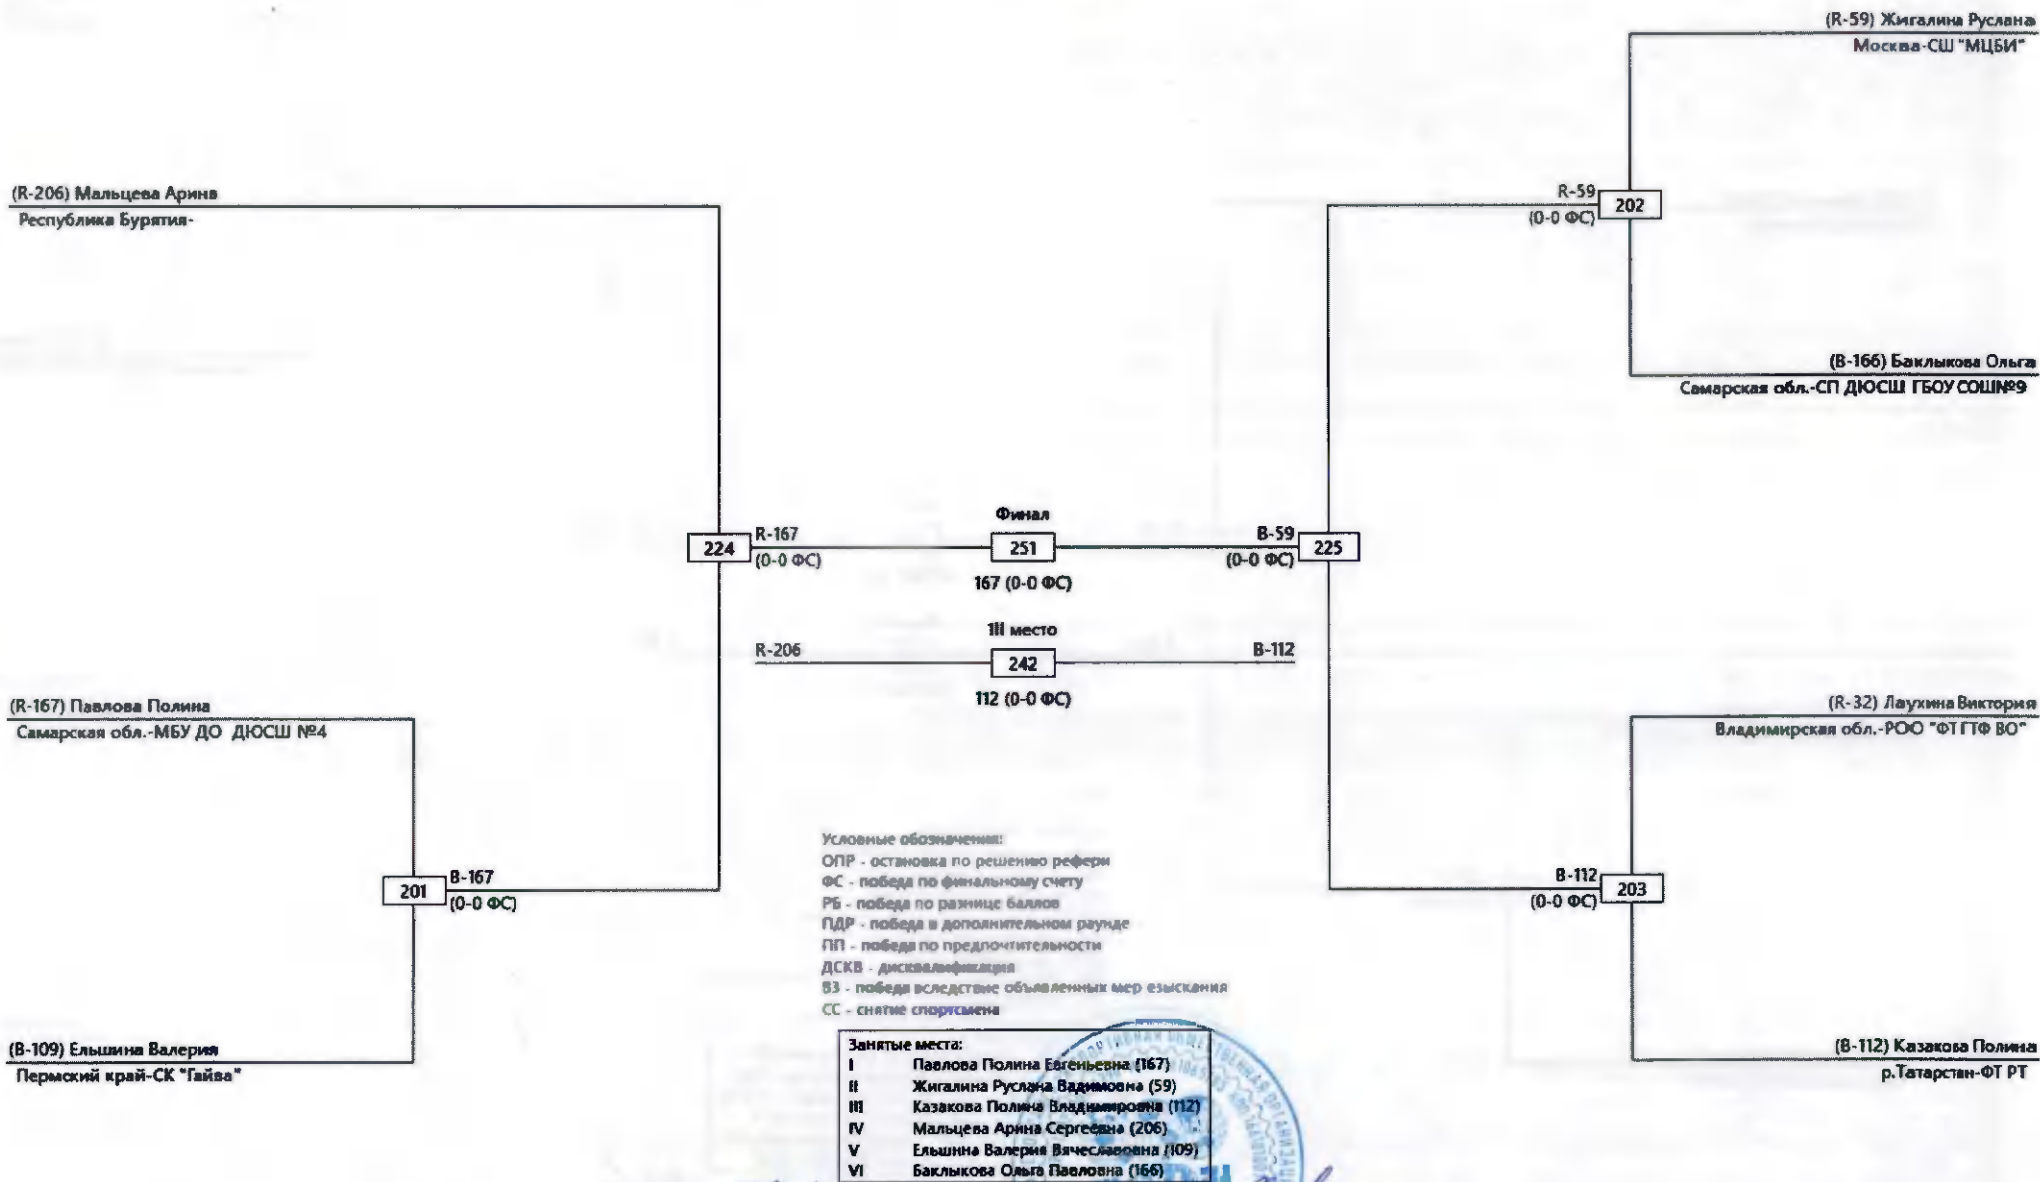 (R-59) Жигалина Руслана
Москва-СШ "МЦБИ"
(R-206) Мальцева Арина
Республика Бурятия-
R-59
(0-0 ФС)
202
(B-166) Баклыкова Ольга
Самарская обл.-СП ДЮСШ ГБОУ СОШ№9
Финал
224
R-167
(0-0 ФС)
251
167 (0-0 ФС)
B-59
(0-0 ФС)
225
III место
R-206
242
B-112
112 (0-0 ФС)
(R-167) Павлова Полина
Самарская обл.-МБУ ДО ДЮСШ №4
(R-32) Лаухина Виктория
Владимирская обл.-РОО "ФТ ГТФ ВО"
201
B-167
(0-0 ФС)
B-112
(0-0 ФС)
203
Условные обозначения:
ОПР - остановка по решению рефери
ФС - победа по финальному счету
РБ - победа по разнице баллов
ПДР - победа в дополнительном раунде
ПП - победа по предпочтительности
ДСКВ - дисквалификация
ВЗ - победа вследствие объявленных мер взыскания
СС - снятие спортсмена
(B-109) Ельшина Валерия
Пермский край-СК "Гайва"
(B-112) Казакова Полина
р.Татарстан-ФТ РТ
Занятые места:
I Павлова Полина Евгеньевна (167)
II Жигалина Руслана Вадимовна (59)
III Казакова Полина Владимировна (112)
IV Мальцева Арина Сергеевна (206)
V Ельшина Валерия Вячеславовна (109)
VI Баклыкова Ольга Павловна (166)